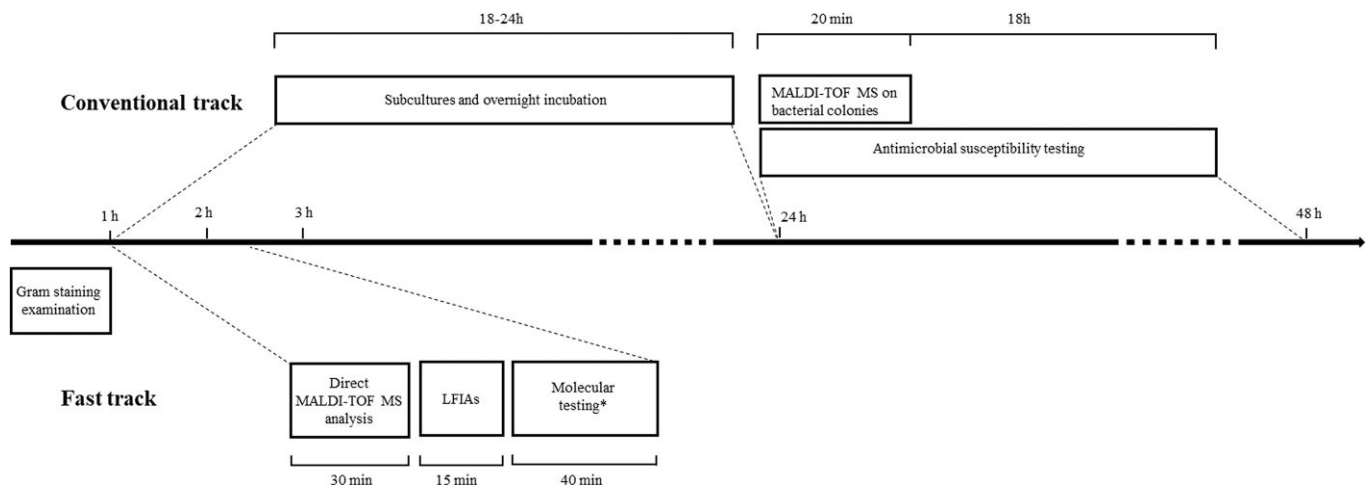 18-24h
20 min
18h
Conventional track
Subcultures and overnight incubation
MALDI-TOF MS on
bacterial colonies
Antimicrobial susceptibility testing
1 h
2 h
3 h
24 h
48 h
Gram staining
examination
Fast track
Direct
MALDI-TOF MS
analysis
LFIAs
Molecular
testing*
30 min
15 min
40 min